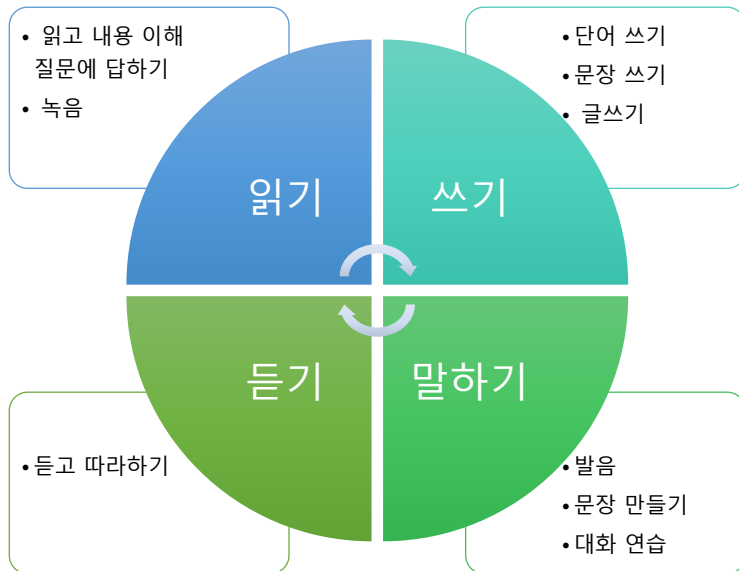 • 읽고 내용 이해
질문에 답하기
• 녹음
• 단어 쓰기
• 문장 쓰기
• 글쓰기
읽기
쓰기
듣기
말하기
• 듣고 따라하기
• 발음
• 문장 만들기
• 대화 연습